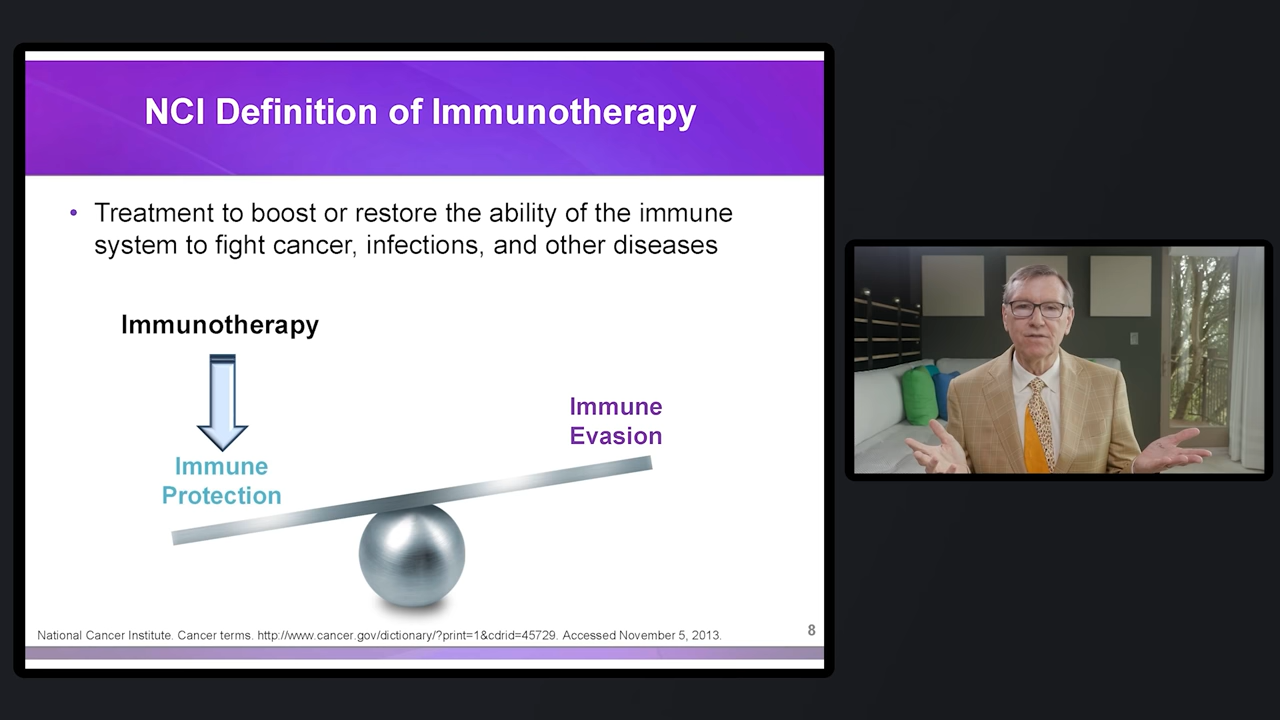 NCI Definition of Immunotherapy
• Treatment to boost or restore the ability of the immune
system to fight cancer, infections, and other diseases
Immunotherapy
Immune
Evasion
Immune
Protection
National Cancer Institute. Cancer terms. http://www.cancer.gov/dictionary/?print=1&cdrid=45729. Accessed November 5, 2013.
8